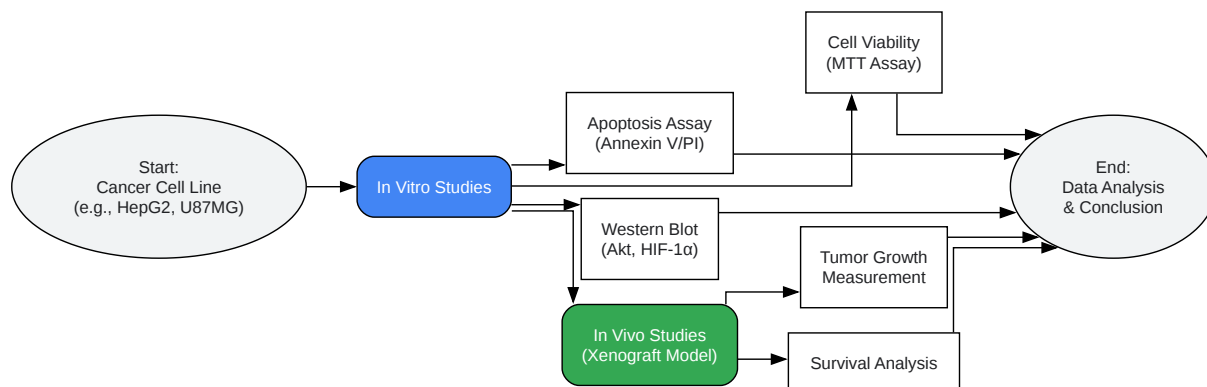 Cell Viability
(MTT Assay)
Apoptosis Assay
(Annexin V/PI)
Start:
Cancer Cell Line
(e.g., HepG2, U87MG)
In Vitro Studies
End:
Data Analysis
& Conclusion
Western Blot
(Akt, HIF-1α)
Tumor Growth
Measurement
In Vivo Studies
(Xenograft Model)
Survival Analysis